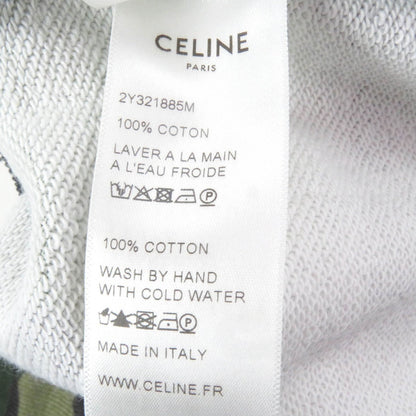 CELINE
PARIS
2Y321885M
100% COTON
LAVER A LA MAIN
A L'EAU FROIDE
P
100% COTTON
WASH BY HAND
WITH COLD WATER
P
MADE IN ITALY
WWW.CELINE.FR